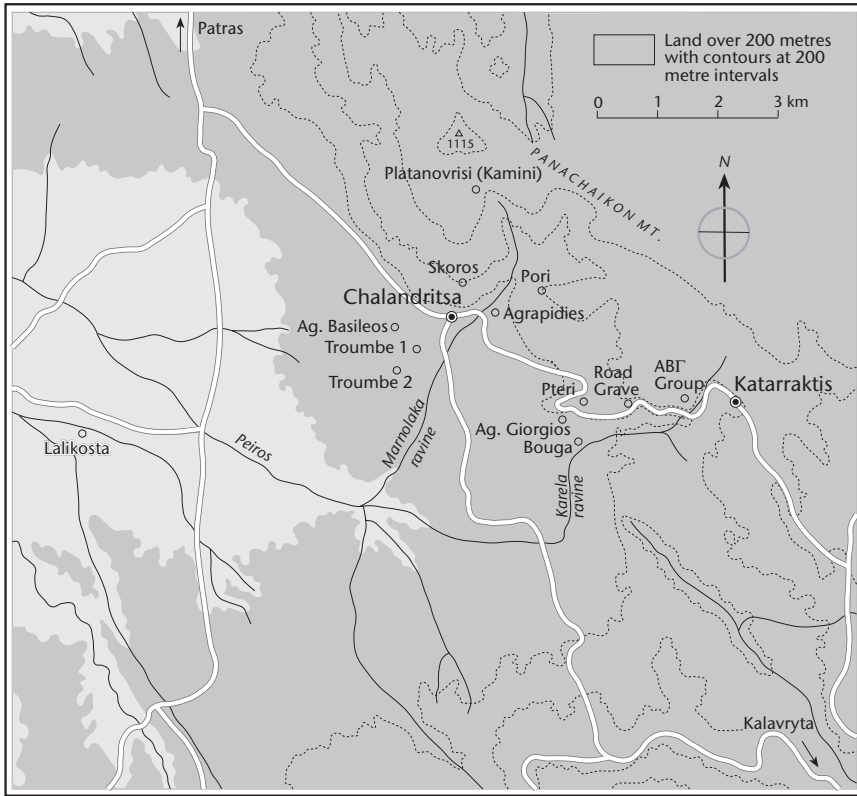 Patras
Land over 200 metres
with contours at 200
metre intervals
0 1 2 3 km
1115
PANACHAIKON MT.
N
Platanovrisi (Kamini)
Skoros
Pori
Chalandritsa
Agrapidies
Ag. Basileos
Troumbe 1
Troumbe 2
Road
Grave
Pteri
ΑΒΓ
Group
Katarraktis
Ag. Giorgios
Bouga
Marnolaka
ravine
Karela
ravine
Peiros
Lalikosta
Kalavryta